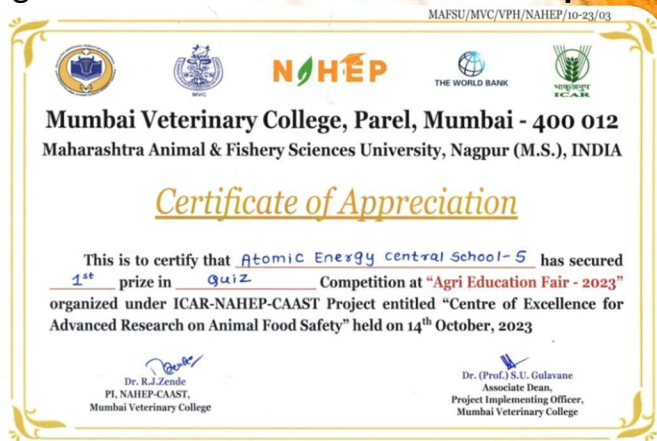 MAFSU/MVC/VPH/NAHEP/10-23/03
MVC
NAHEP
THE WORLD BANK
भाकृअनुप
ICAR
Mumbai Veterinary College, Parel, Mumbai - 400 012
Maharashtra Animal & Fishery Sciences University, Nagpur (M.S.), INDIA
Certificate of Appreciation
This is to certify that Atomic Energy Central School-5 has secured
1st prize in Quiz Competition at “Agri Education Fair - 2023”
organized under ICAR-NAHEP-CAAST Project entitled “Centre of Excellence for
Advanced Research on Animal Food Safety” held on 14th October, 2023
Dr. R.J.Zende
PI, NAHEP-CAAST,
Mumbai Veterinary College
Dr. (Prof.) S.U. Gulavane
Associate Dean,
Project Implementing Officer,
Mumbai Veterinary College